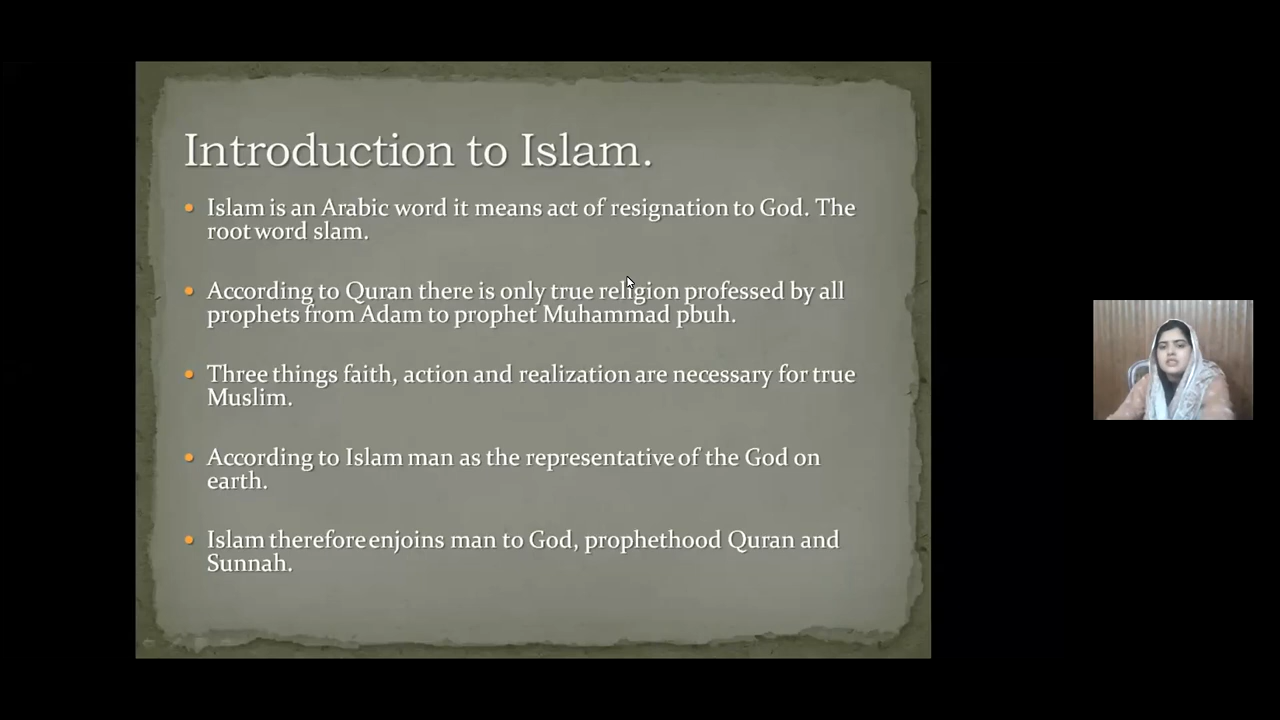 Introduction to Islam.
Islam is an Arabic word it means act of resignation to God. The
root word slam.
According to Quran there is only true religion professed by all
prophets from Adam to prophet Muhammad pbuh.
Three things faith, action and realization are necessary for true
Muslim.
According to Islam man as the representative of the God on
earth.
Islam therefore enjoins man to God, prophethood Quran and
Sunnah.